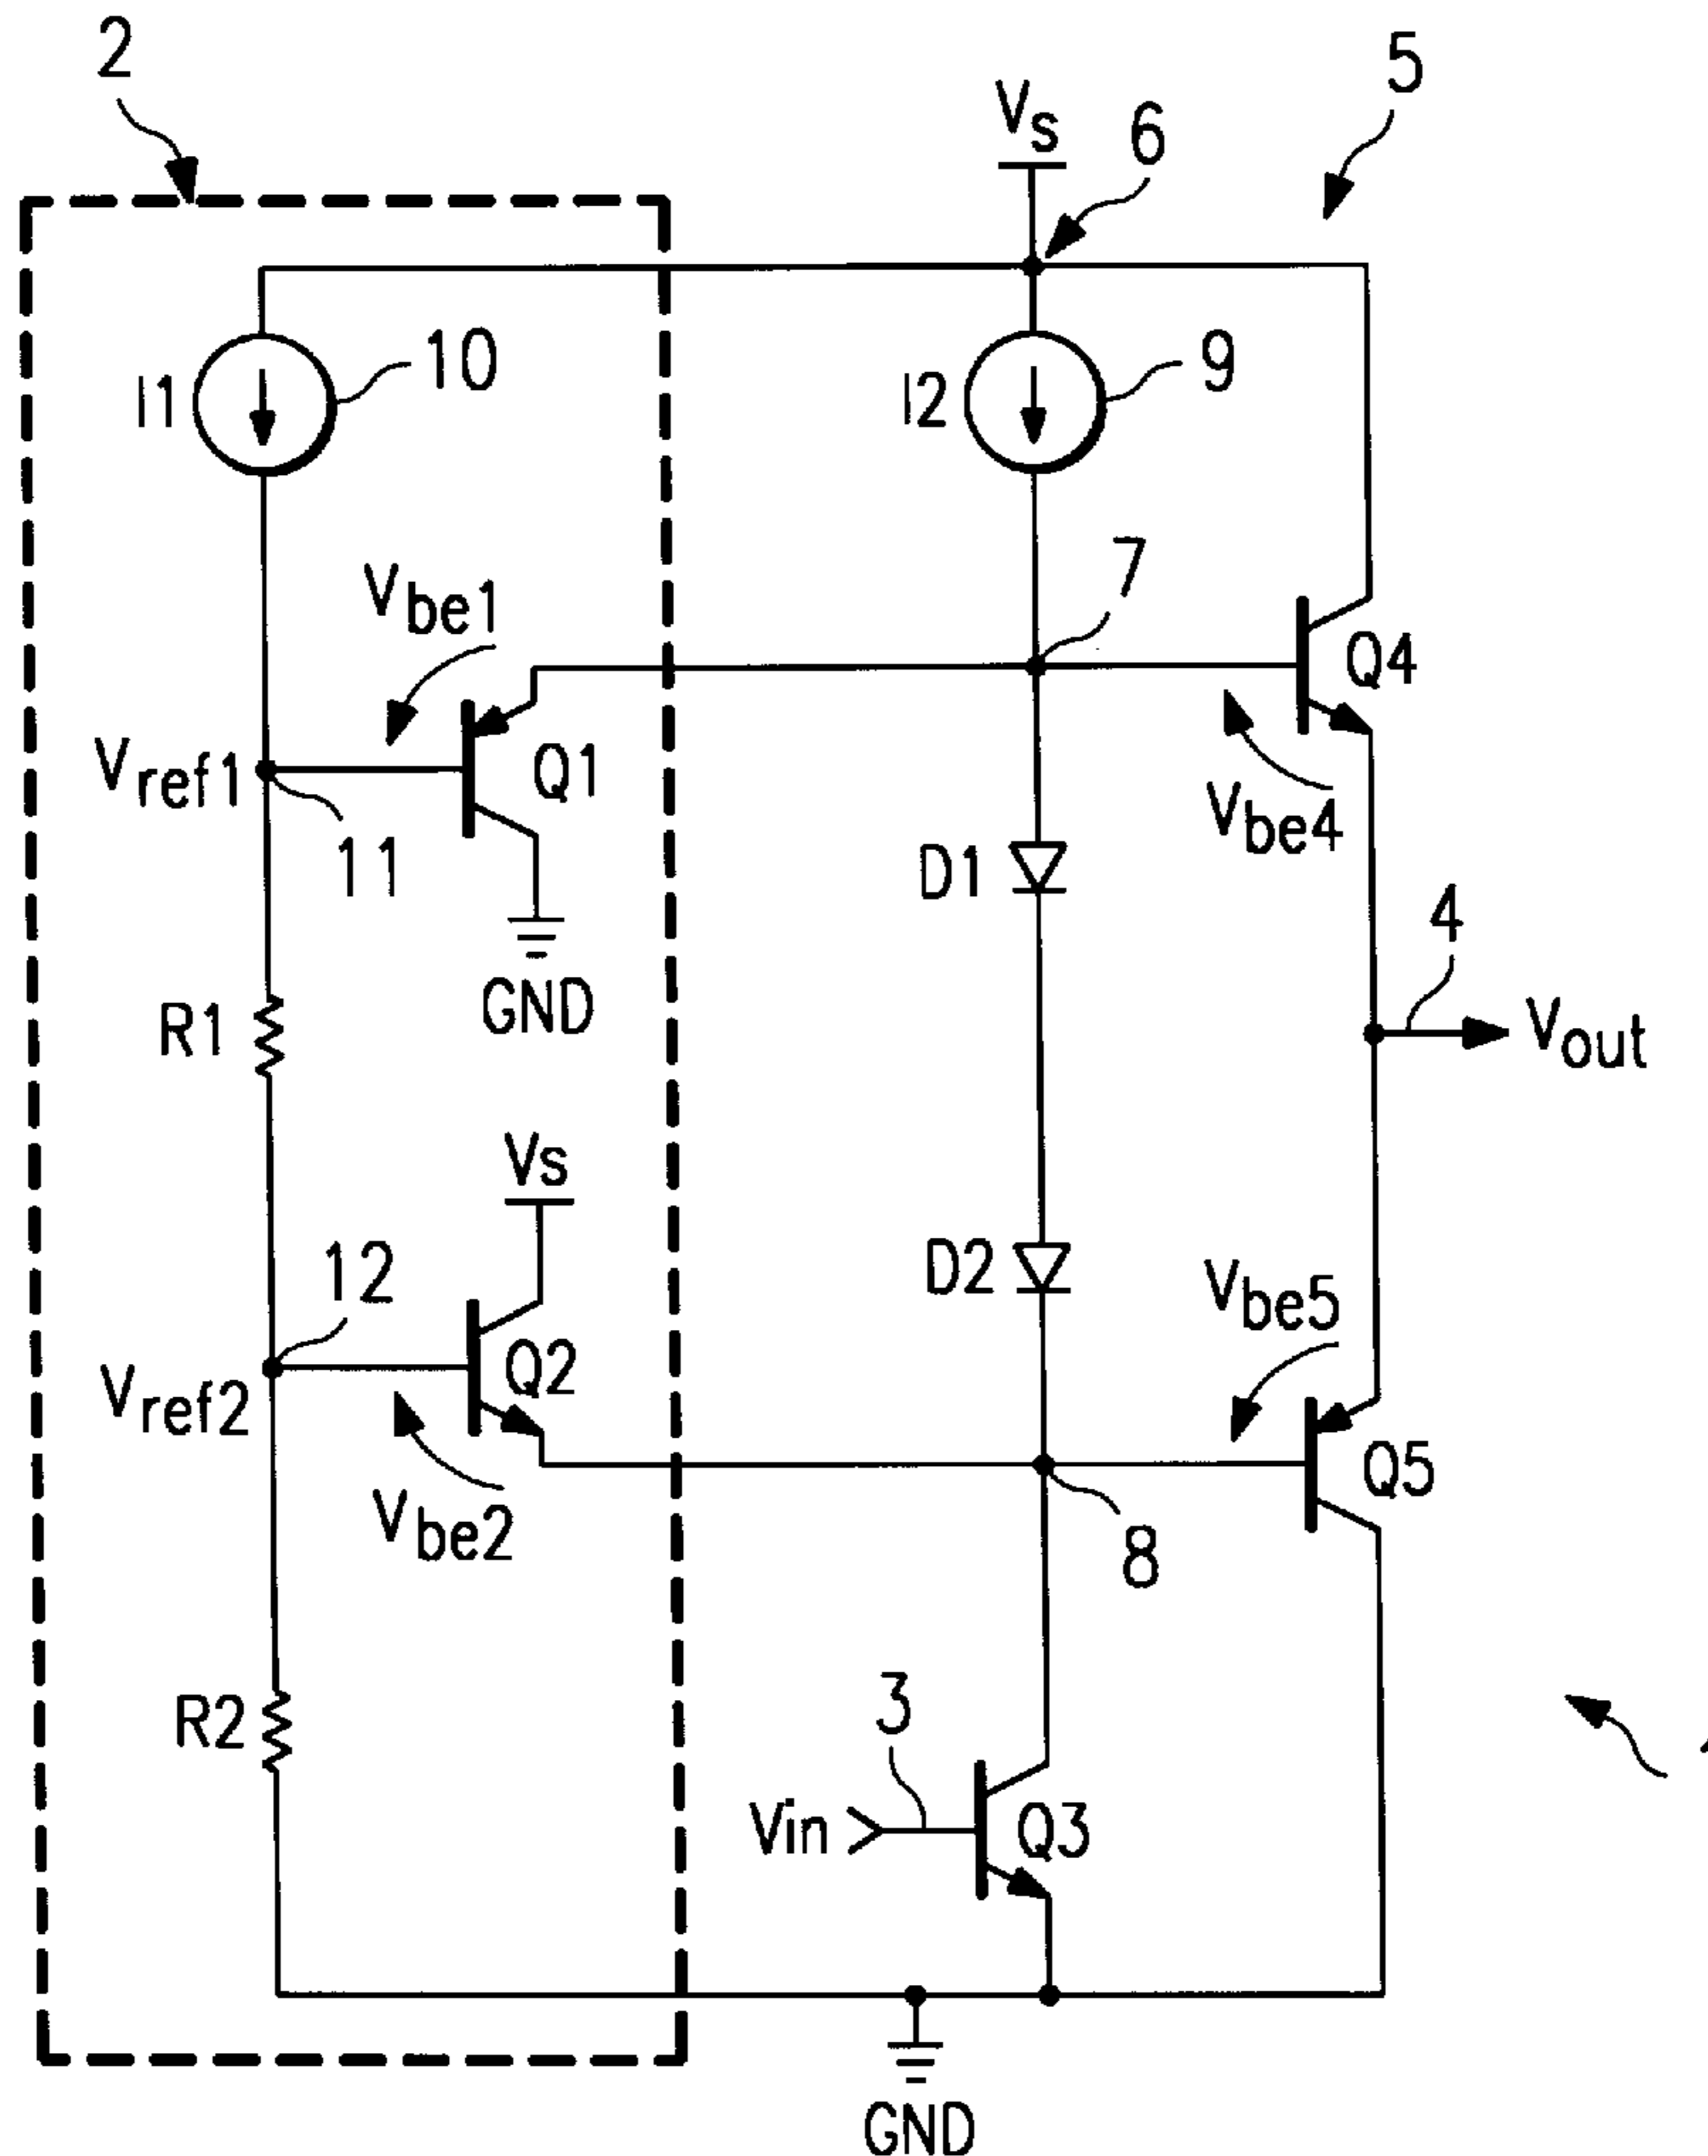 2
5
Vs
6
I1
10
I2
9
7
Vbe1
Q4
Vref1
Q1
11
Vbe4
D1
4
GND
R1
Vout
Vs
12
D2
Vbe5
Vref2
Q2
Q5
Vbe2
8
R2
3
Vin
Q3
GND